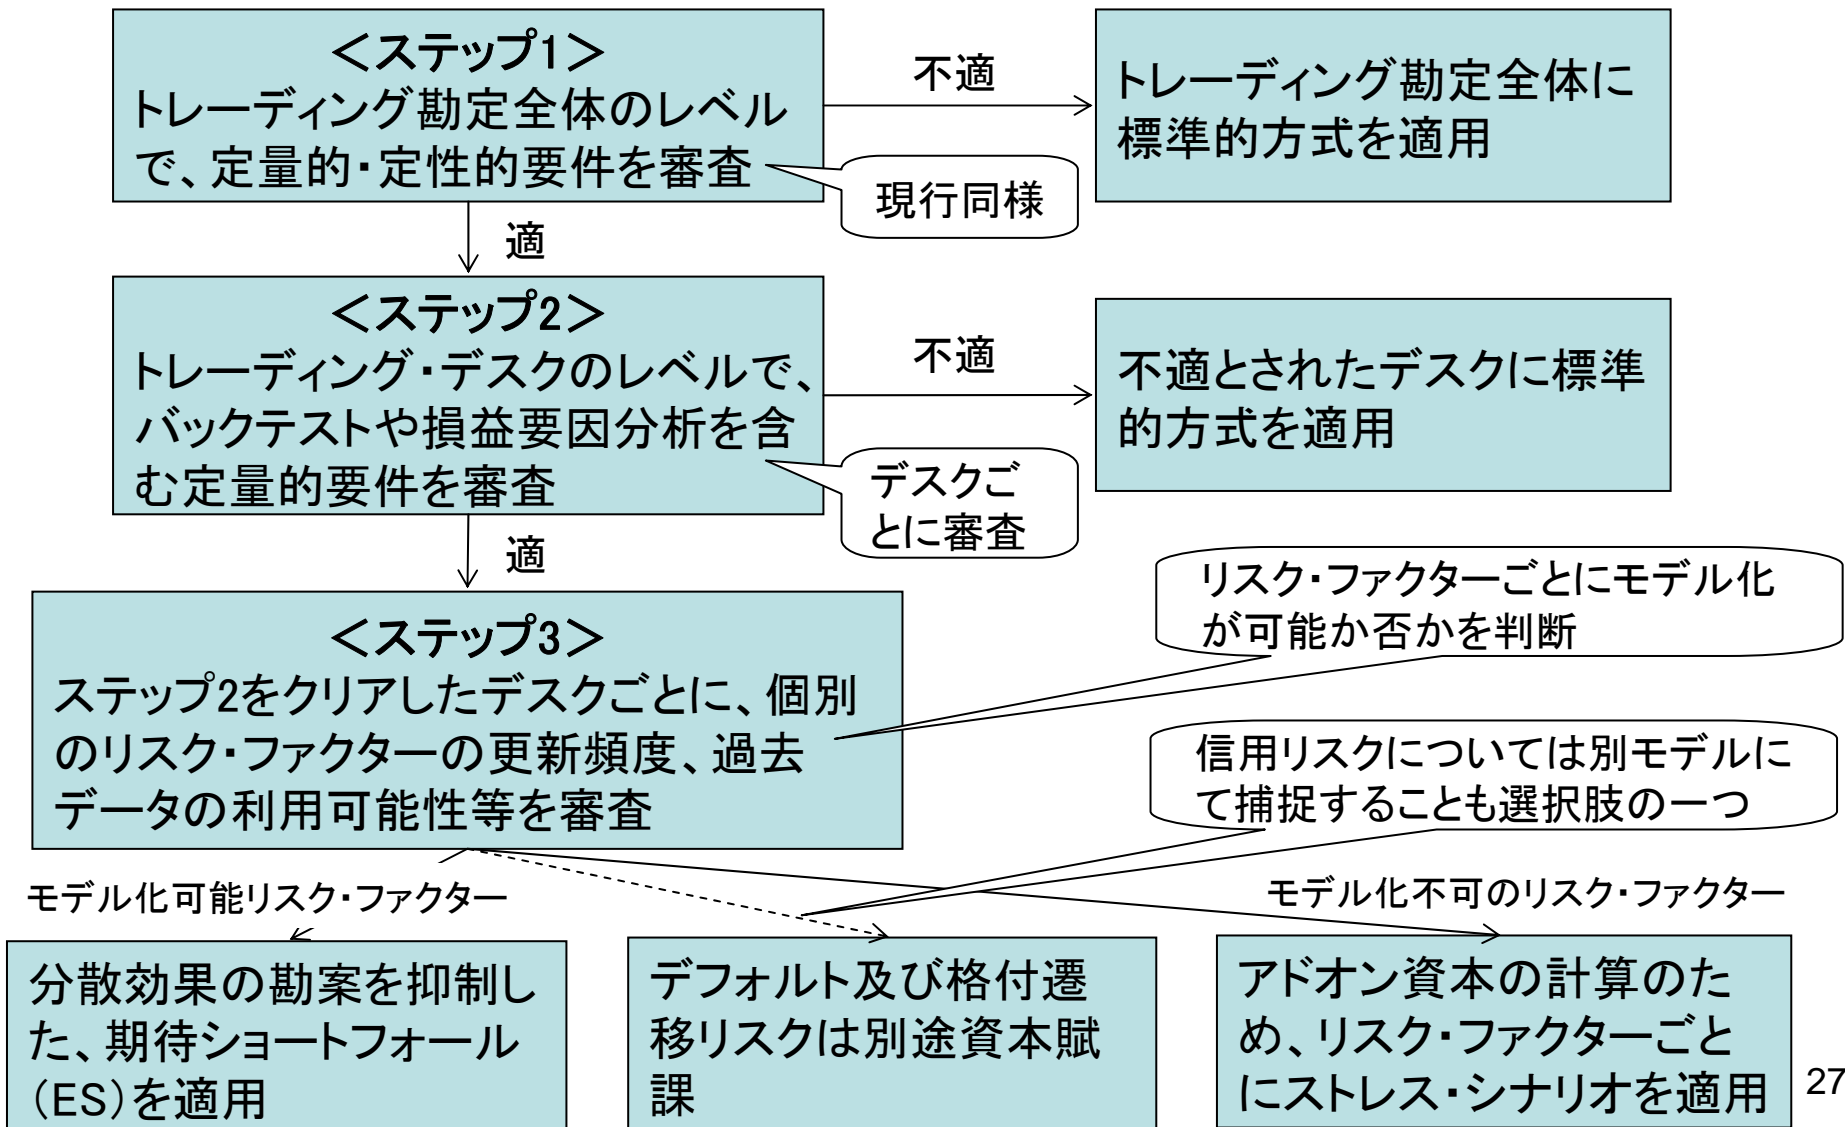 ＜ステップ1＞
トレーディング勘定全体のレベル
で、定量的・定性的要件を審査
不適
トレーディング勘定全体に
標準的方式を適用
現行同様
適
＜ステップ2＞
トレーディング・デスクのレベルで、
バックテストや損益要因分析を含
む定量的要件を審査
不適
不適とされたデスクに標準
的方式を適用
デスクご
とに審査
適
＜ステップ3＞
ステップ2をクリアしたデスクごとに、個別
のリスク・ファクターの更新頻度、過去
データの利用可能性等を審査
リスク・ファクターごとにモデル化
が可能か否かを判断
信用リスクについては別モデルに
て捕捉することも選択肢の一つ
モデル化可能リスク・ファクター
モデル化不可のリスク・ファクター
分散効果の勘案を抑制し
た、期待ショートフォール
(ES)を適用
デフォルト及び格付遷
移リスクは別途資本賦
課
アドオン資本の計算のた
め、リスク・ファクターごと
にストレス・シナリオを適用
27